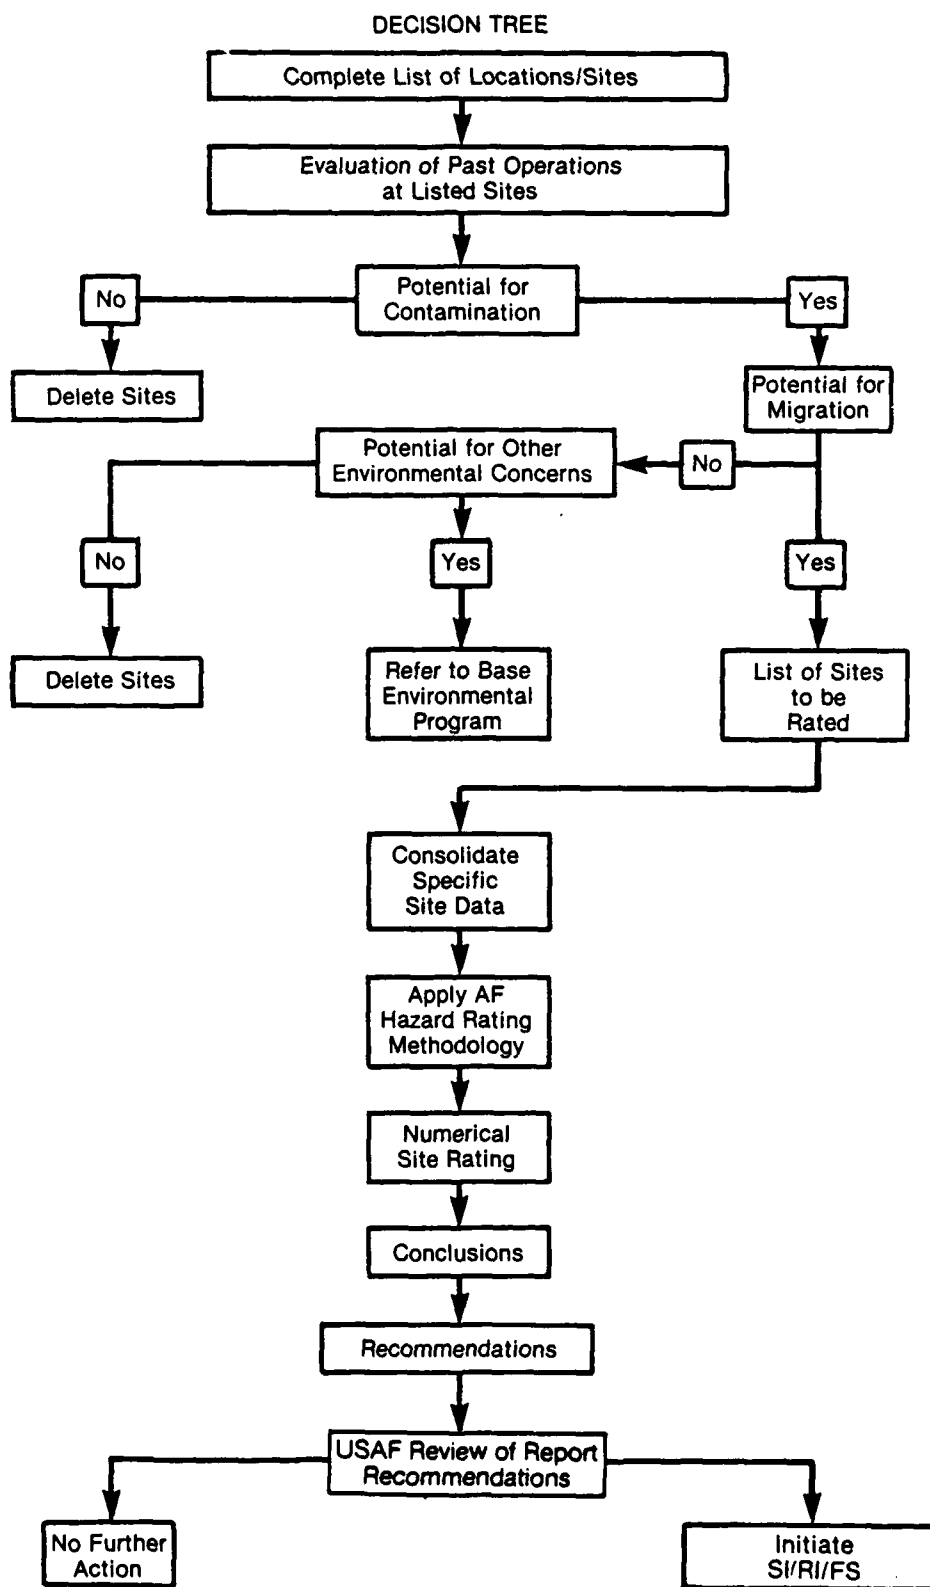 DECISION TREE
Complete List of Locations/Sites
Evaluation of Past Operations
at Listed Sites
Potential for
Contamination
No
Yes
Delete Sites
Potential for
Migration
Potential for Other
Environmental Concerns
No
No
Yes
Yes
Delete Sites
Refer to Base
Environmental
Program
List of Sites
to be
Rated
Consolidate
Specific
Site Data
Apply AF
Hazard Rating
Methodology
Numerical
Site Rating
Conclusions
Recommendations
USAF Review of Report
Recommendations
No Further
Action
Initiate
SI/RI/FS